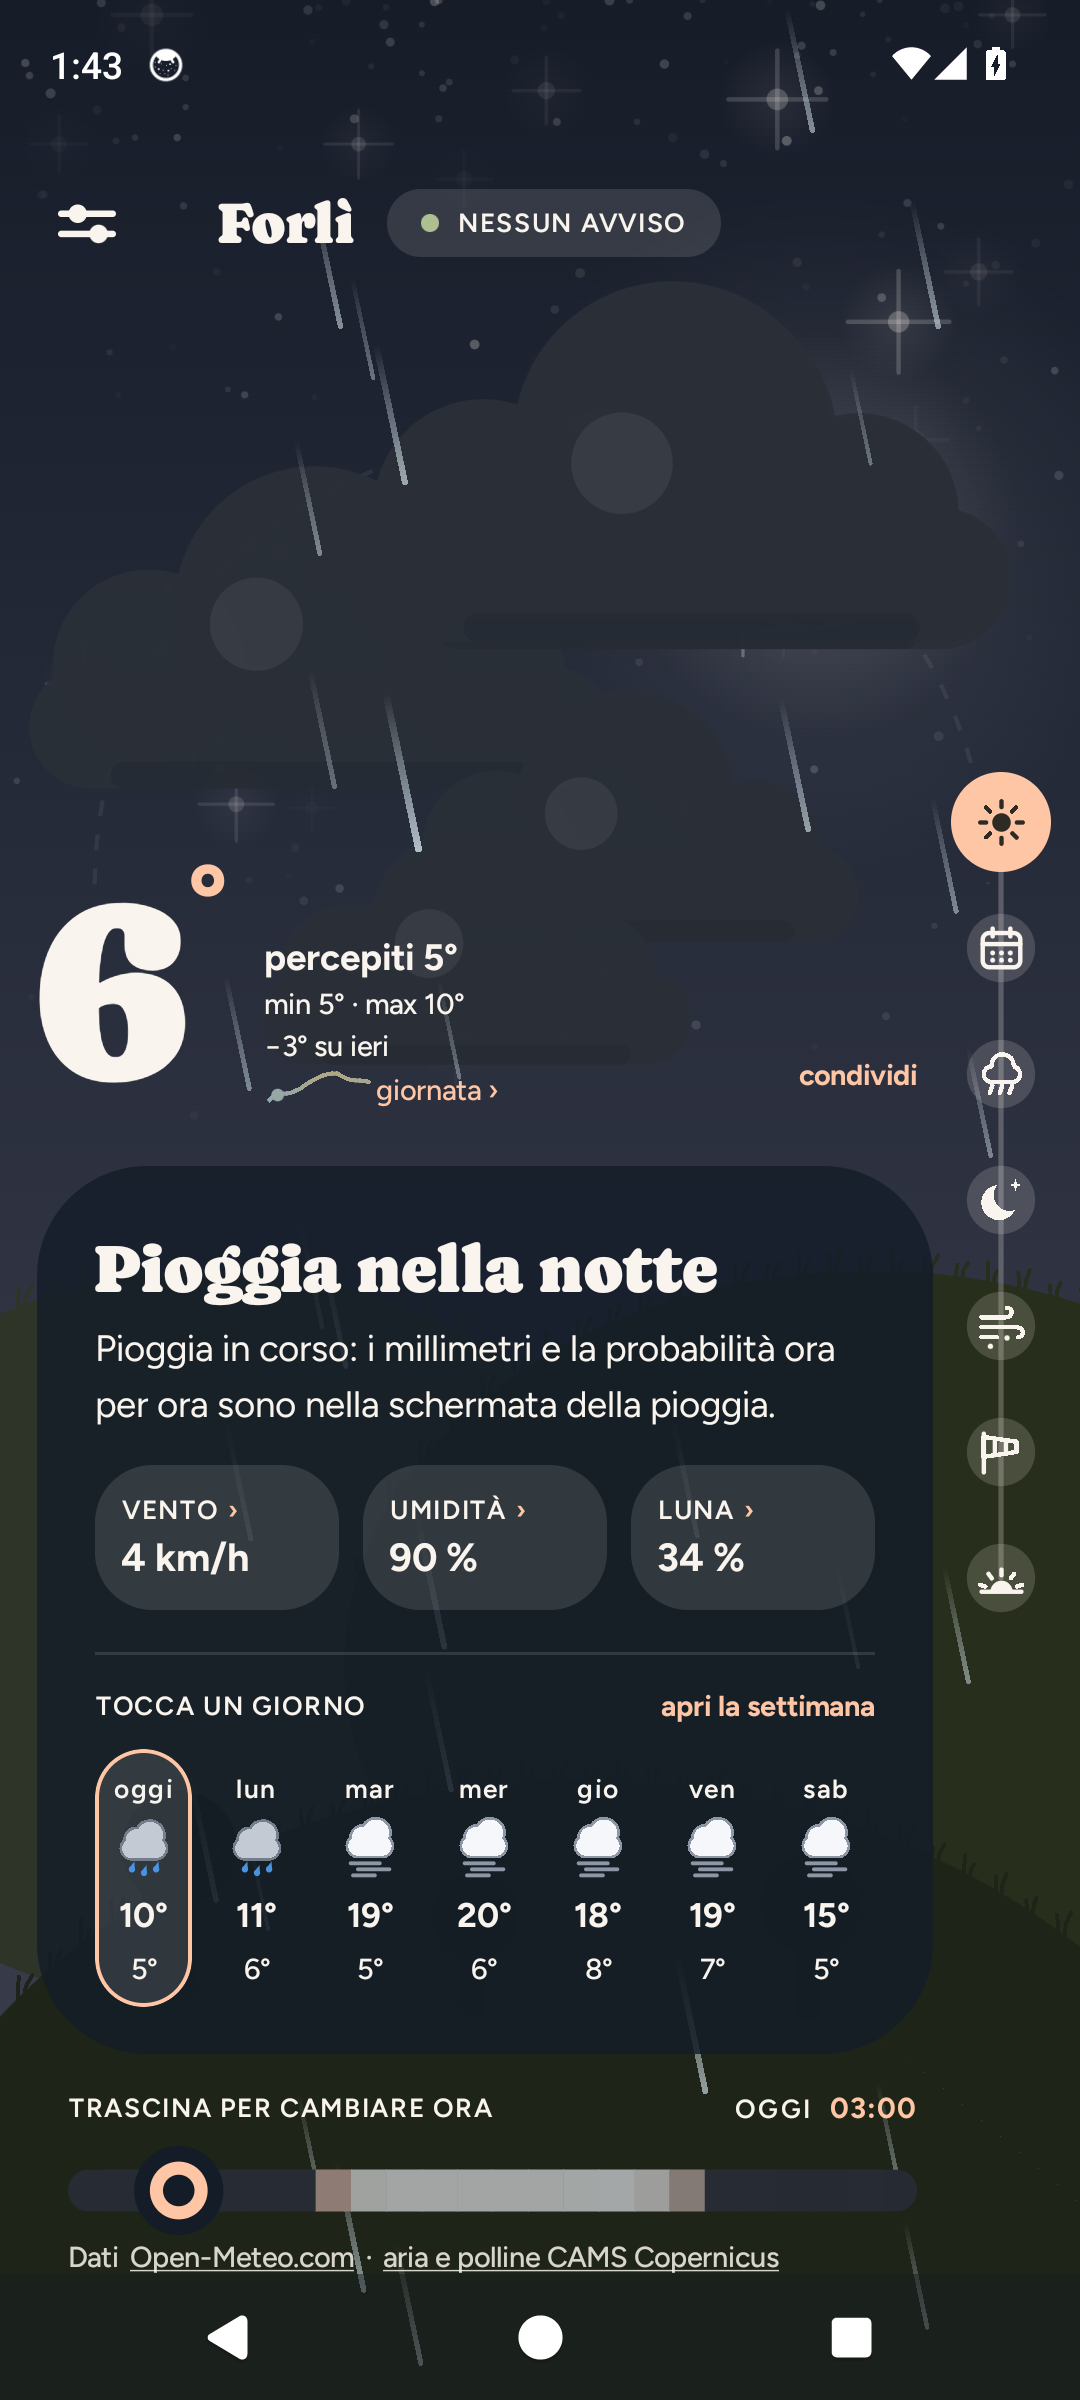 1:43
Forlì
NESSUN AVVISO
6°
percepiti 5°
min 5° · max 10°
−3° su ieri
giornata ›
condividi
Pioggia nella notte
Pioggia in corso: i millimetri e la probabilità ora
per ora sono nella schermata della pioggia.
VENTO › UMIDITÀ › LUNA ›
4 km/h 90 % 34 %
TOCCA UN GIORNO apri la settimana
oggi lun mar mer gio ven sab
10° 11° 19° 20° 18° 19° 15°
5° 6° 5° 6° 8° 7° 5°
TRASCINA PER CAMBIARE ORA OGGI 03:00
Dati Open-Meteo.com · aria e polline CAMS Copernicus